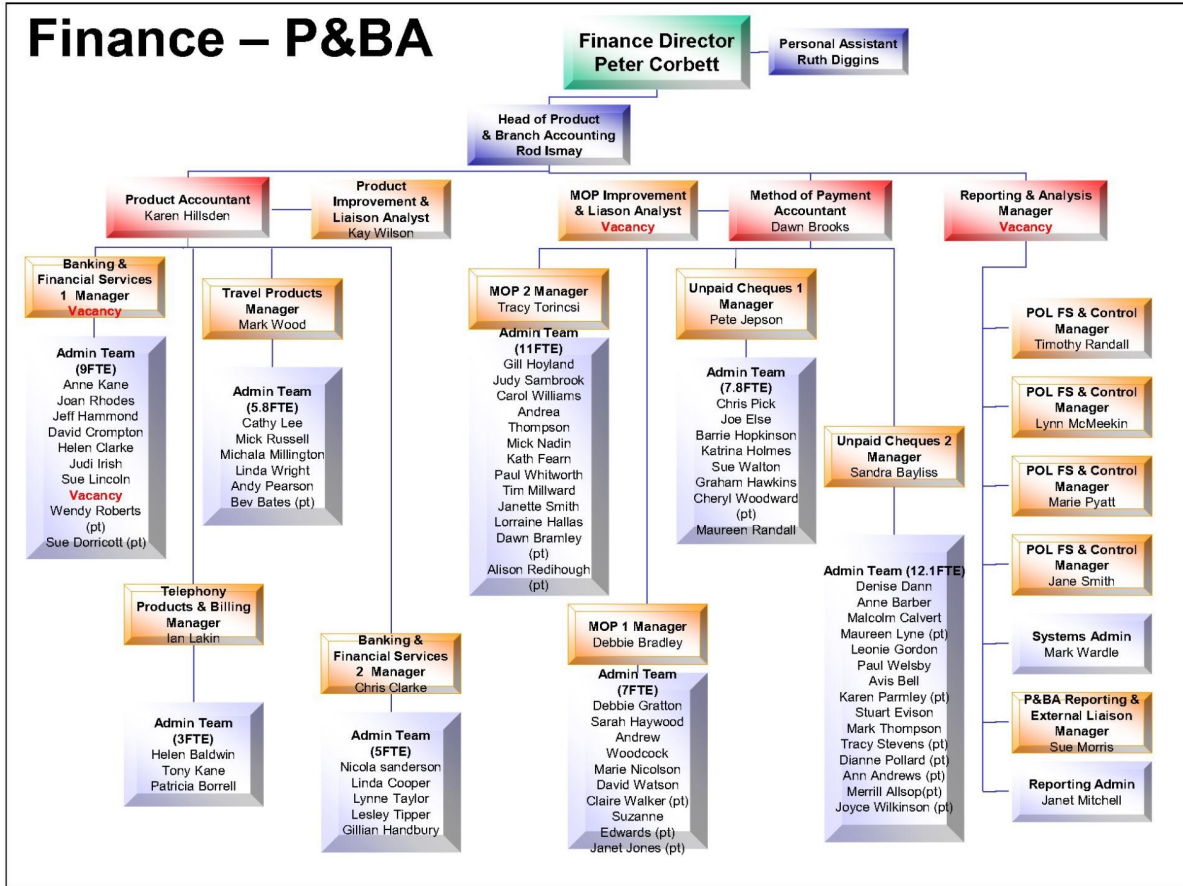 Finance – P&BA
Finance Director
Peter Corbett
Personal Assistant
Ruth Diggins
Head of Product
& Branch Accounting
Rod Ismay
Product Accountant
Karen Hillsden
Product
Improvement &
Liaison Analyst
Kay Wilson
MOP Improvement
& Liason Analyst
Vacancy
Method of Payment
Accountant
Dawn Brooks
Reporting & Analysis
Manager
Vacancy
Banking &
Financial Services
1 Manager
Vacancy
Admin Team
(9FTE)
Anne Kane
Joan Rhodes
Jeff Hammond
David Crompton
Helen Clarke
Judi Irish
Sue Lincoln
Vacancy
Wendy Roberts
(pt)
Sue Dorricott (pt)
Travel Products
Manager
Mark Wood
Admin Team
(5.8FTE)
Cathy Lee
Mick Russell
Michala Millington
Linda Wright
Andy Pearson
Bev Bates (pt)
Telephony
Products & Billing
Manager
Ian Lakin
Admin Team
(3FTE)
Helen Baldwin
Tony Kane
Patricia Borrell
Banking &
Financial Services
2 Manager
Chris Clarke
Admin Team
(5FTE)
Nicola sanderson
Linda Cooper
Lynne Taylor
Lesley Tipper
Gillian Handbury
MOP 2 Manager
Tracy Torincsi
Admin Team
(11FTE)
Gill Hoyland
Judy Sambrook
Carol Williams
Andrea
Thompson
Mick Nadin
Kath Fearn
Paul Whitworth
Tim Millward
Janette Smith
Lorraine Hallas
Dawn Bramley
(pt)
Alison Redihough
(pt)
MOP 1 Manager
Debbie Bradley
Admin Team
(7FTE)
Debbie Gratton
Sarah Haywood
Andrew
Woodcock
Marie Nicolson
David Watson
Claire Walker (pt)
Suzanne
Edwards (pt)
Janet Jones (pt)
Unpaid Cheques 1
Manager
Pete Jepson
Admin Team
(7.8FTE)
Chris Pick
Joe Else
Barrie Hopkinson
Katrina Holmes
Sue Walton
Graham Hawkins
Cheryl Woodward
(pt)
Maureen Randall
Unpaid Cheques 2
Manager
Sandra Bayliss
Admin Team (12.1FTE)
Denise Dann
Anne Barber
Malcolm Calvert
Maureen Lyne (pt)
Leonie Gordon
Paul Welsby
Avis Bell
Karen Parmley (pt)
Stuart Evison
Mark Thompson
Tracy Stevens (pt)
Dianne Pollard (pt)
Ann Andrews (pt)
Merrill Allsop(pt)
Joyce Wilkinson (pt)
POL FS & Control
Manager
Timothy Randall
POL FS & Control
Manager
Lynn McMeekin
POL FS & Control
Manager
Marie Pyatt
POL FS & Control
Manager
Jane Smith
Systems Admin
Mark Wardle
P&BA Reporting &
External Liaison
Manager
Sue Morris
Reporting Admin
Janet Mitchell